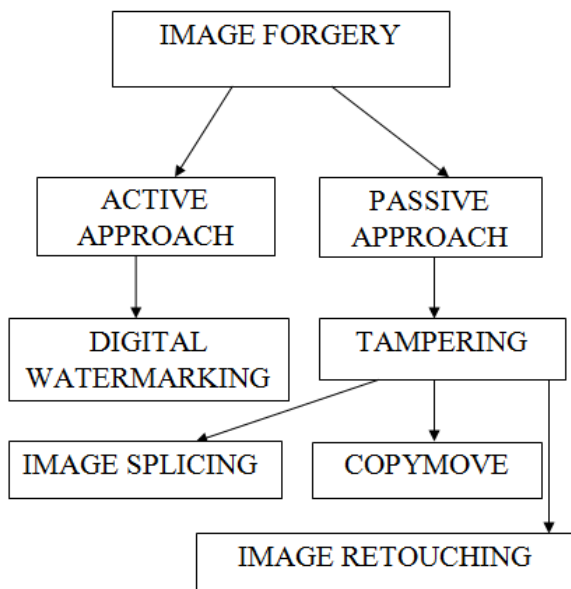 IMAGE FORGERY
ACTIVE
APPROACH
PASSIVE
APPROACH
DIGITAL
WATERMARKING
TAMPERING
IMAGE SPLICING
COPYMOVE
IMAGE RETOUCHING